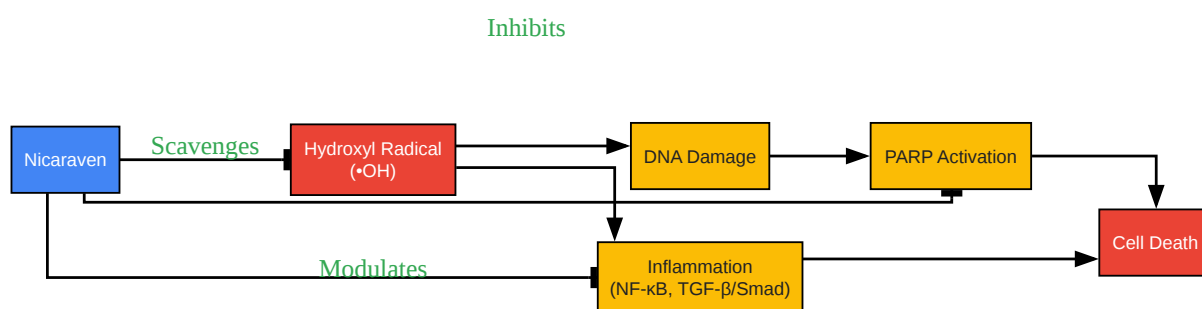 Inhibits
Nicaraven
Scavenges
Hydroxyl Radical
(•OH)
DNA Damage
PARP Activation
Cell Death
Modulates
Inflammation
(NF-κB, TGF-β/Smad)